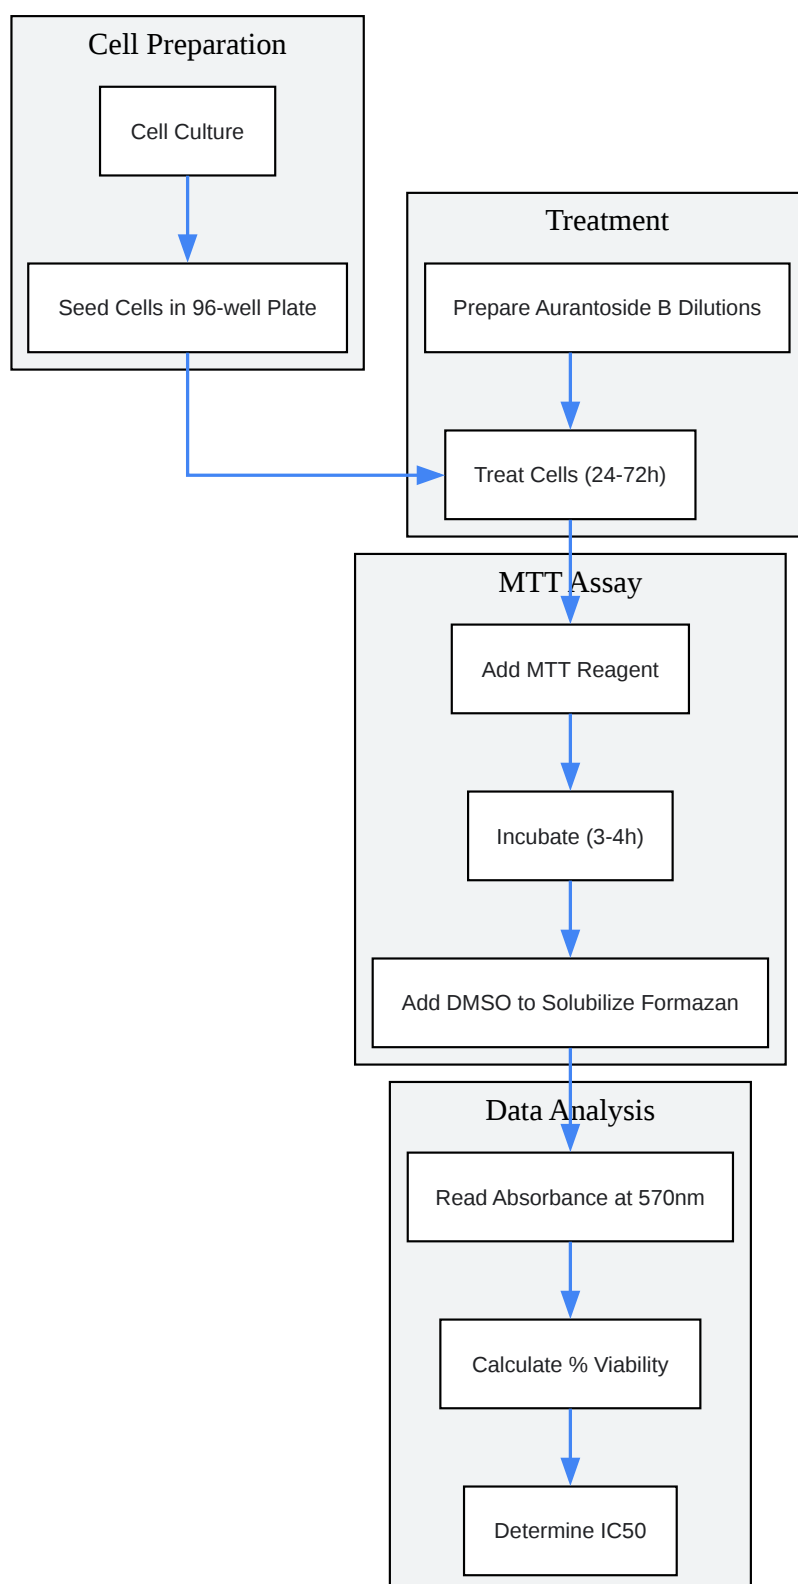 Cell Preparation
Cell Culture
Seed Cells in 96-well Plate
Treatment
Prepare Aurantoside B Dilutions
Treat Cells (24-72h)
MTT Assay
Add MTT Reagent
Incubate (3-4h)
Add DMSO to Solubilize Formazan
Data Analysis
Read Absorbance at 570nm
Calculate % Viability
Determine IC50